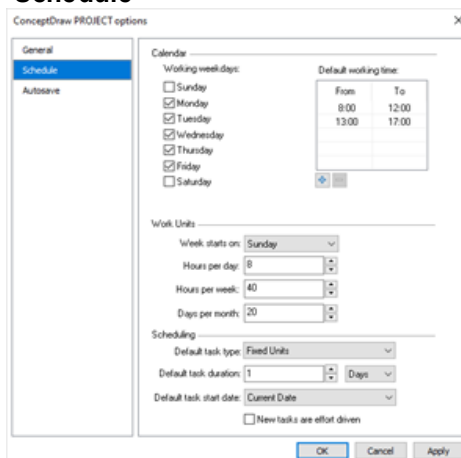 Schedule
ConceptDraw PROJECT options
General
Schedule
Autosave
Calendar
Working weekdays:
Sunday
Monday
Tuesday
Wednesday
Thursday
Friday
Saturday
Default working time:
From To
8:00 12:00
13:00 17:00
Work Units
Week starts on: Sunday
Hours per day: 8
Hours per week: 40
Days per month: 20
Scheduling
Default task type: Fixed Units
Default task duration: 1 Days
Default task start date: Current Date
New tasks are effort driven
OK Cancel Apply